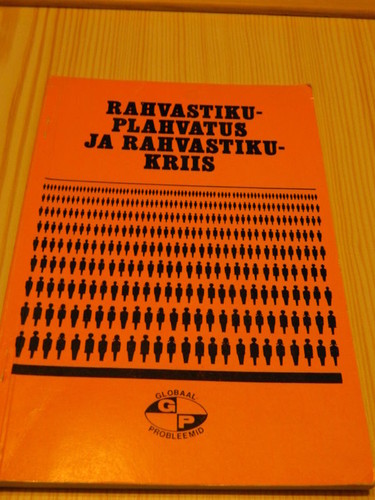 RAHVASTIKU-
PLAHVATUS
JA RAHVASTIKU-
KRIIS
GLOBAAL-
GP
PROBLEEMID